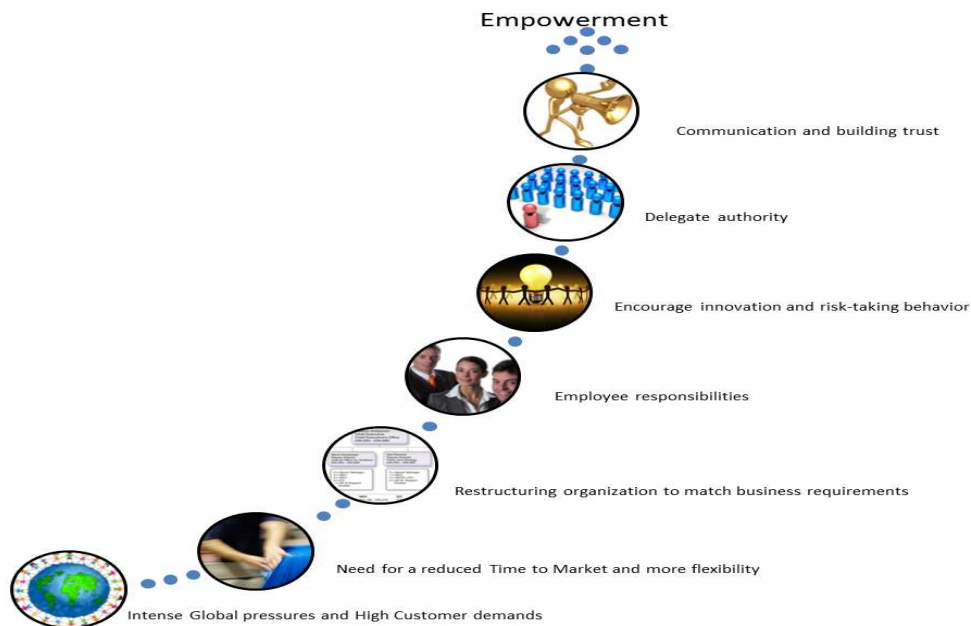 Empowerment
Communication and building trust
Delegate authority
Encourage innovation and risk-taking behavior
Employee responsibilities
Restructuring organization to match business requirements
Need for a reduced Time to Market and more flexibility
Intense Global pressures and High Customer demands